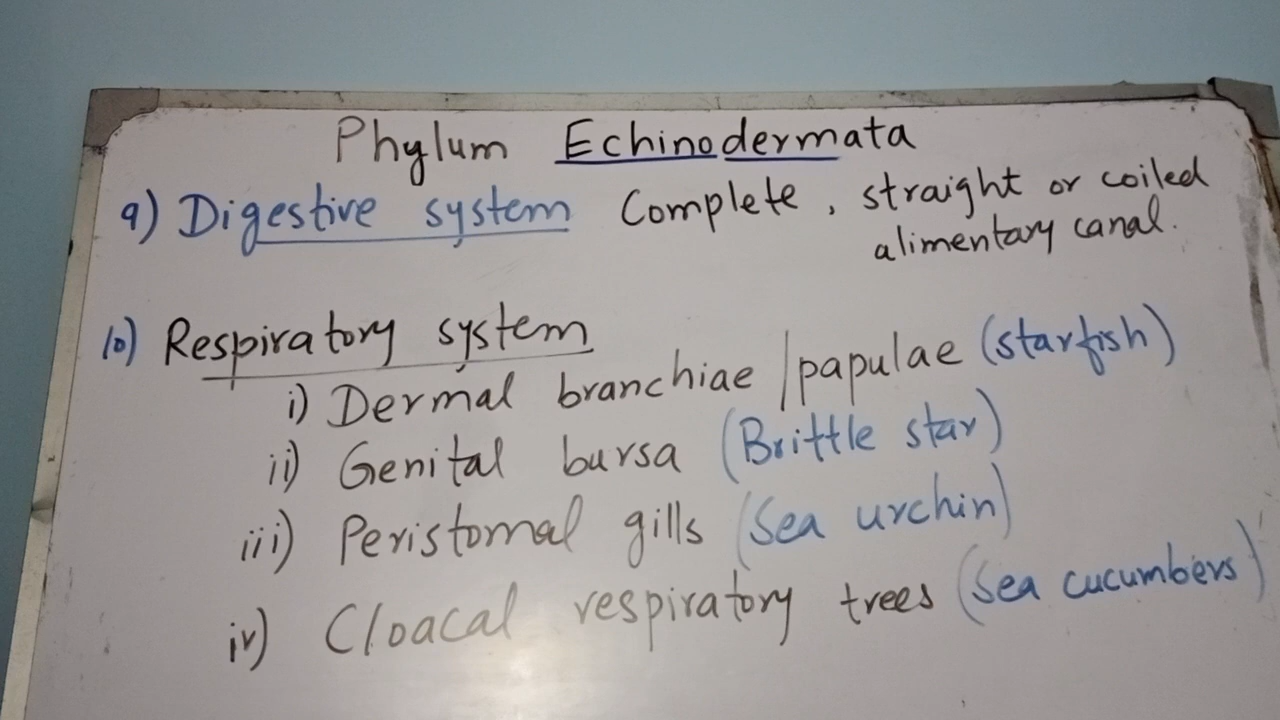 Phylum Echinodermata
9) Digestive system Complete, straight or coiled
alimentary canal.
10) Respiratory system
i) Dermal branchiae /papulae (starfish)
ii) Genital bursa (Brittle star)
iii) Peristomal gills (Sea urchin)
iv) Cloacal respiratory trees (Sea cucumbers)